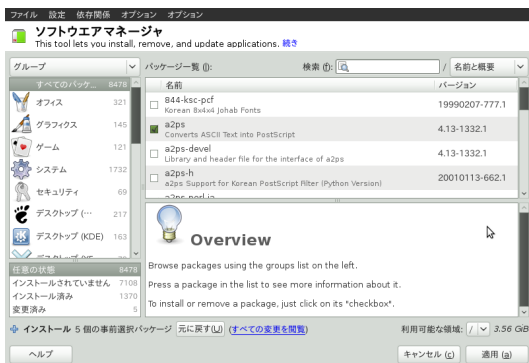 ファイル 設定 依存関係 オプション オプション
ソフトウエアマネージャ
This tool lets you install, remove, and update applications. 続き
グループ
パッケージ一覧 (l):
検索 (f):
/ 名前と概要
すべてのパッケ... 8478
オフィス 321
グラフィクス 145
ゲーム 121
システム 1732
セキュリティ 69
デスクトップ (… 217
デスクトップ (KDE) 163
名前 バージョン
844-ksc-pcf 19990207-777.1
Korean 8x4x4 Johab Fonts
a2ps 4.13-1332.1
Converts ASCII Text into PostScript
a2ps-devel 4.13-1332.1
Library and header file for the interface of a2ps
a2ps-h 20010113-662.1
a2ps Support for Korean PostScript Filter (Python Version)
a2ps-perl-ja
任意の状態 8478
インストールされていません 7108
インストール済み 1370
変更済み 5
Overview
Browse packages using the groups list on the left.
Press a package in the list to see more information about it.
To install or remove a package, just click on its "checkbox".
インストール 5 個の事前選択パッケージ 元に戻す(U) (すべての変更を閲覧)
利用可能な領域: / 3.56 GiB
ヘルプ
キャンセル (c) 適用 (a)